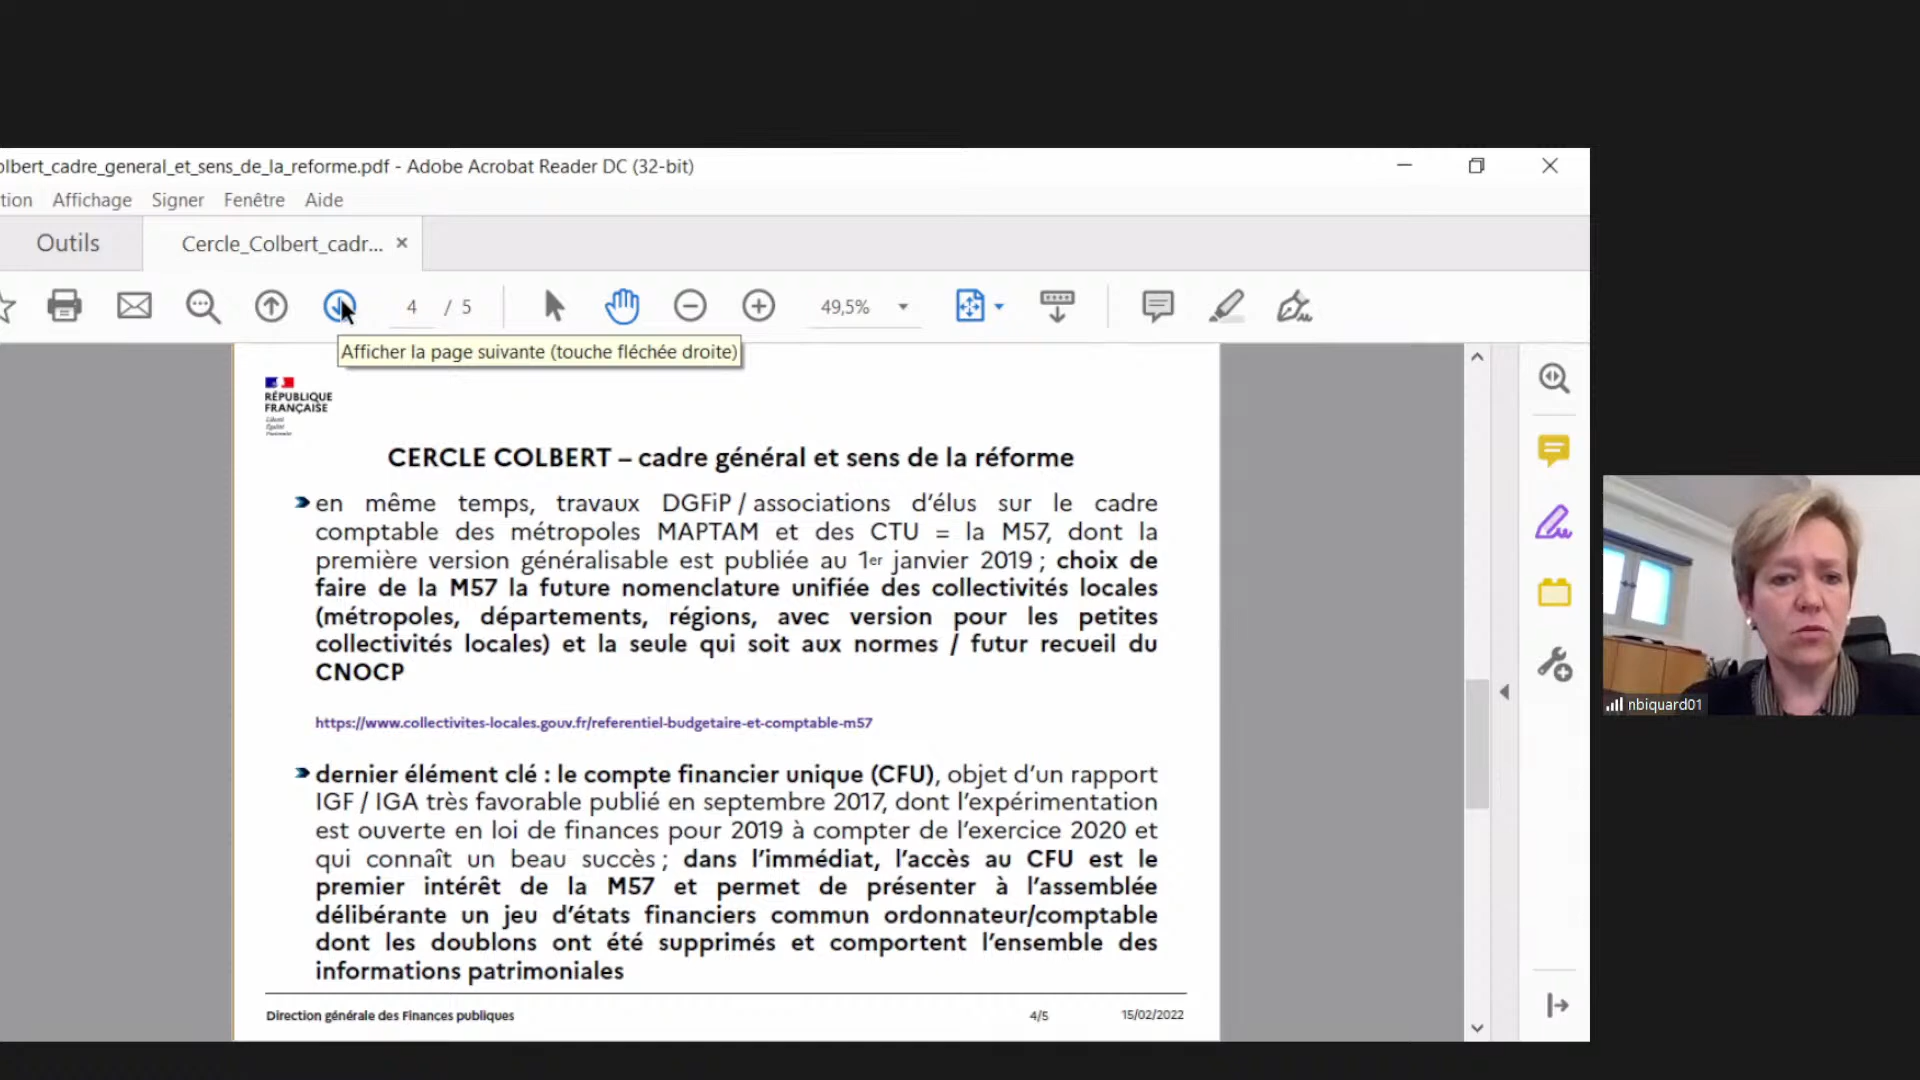 olbert_cadre_general_et_sens_de_la_reforme.pdf - Adobe Acrobat Reader DC (32-bit)
tion Affichage Signer Fenêtre Aide
Outils Cercle_Colbert_cadr...
4 / 5 49,5%
Afficher la page suivante (touche fléchée droite)
RÉPUBLIQUE
FRANÇAISE
Liberté
Égalité
Fraternité
CERCLE COLBERT – cadre général et sens de la réforme
en même temps, travaux DGFiP / associations d’élus sur le cadre
comptable des métropoles MAPTAM et des CTU = la M57, dont la
première version généralisable est publiée au 1er janvier 2019 ; choix de
faire de la M57 la future nomenclature unifiée des collectivités locales
(métropoles, départements, régions, avec version pour les petites
collectivités locales) et la seule qui soit aux normes / futur recueil du
CNOCP
https://www.collectivites-locales.gouv.fr/referentiel-budgetaire-et-comptable-m57
dernier élément clé : le compte financier unique (CFU), objet d’un rapport
IGF / IGA très favorable publié en septembre 2017, dont l’expérimentation
est ouverte en loi de finances pour 2019 à compter de l’exercice 2020 et
qui connaît un beau succès ; dans l’immédiat, l’accès au CFU est le
premier intérêt de la M57 et permet de présenter à l’assemblée
délibérante un jeu d’états financiers commun ordonnateur/comptable
dont les doublons ont été supprimés et comportent l’ensemble des
informations patrimoniales
Direction générale des Finances publiques 4/5 15/02/2022
nbiquard01